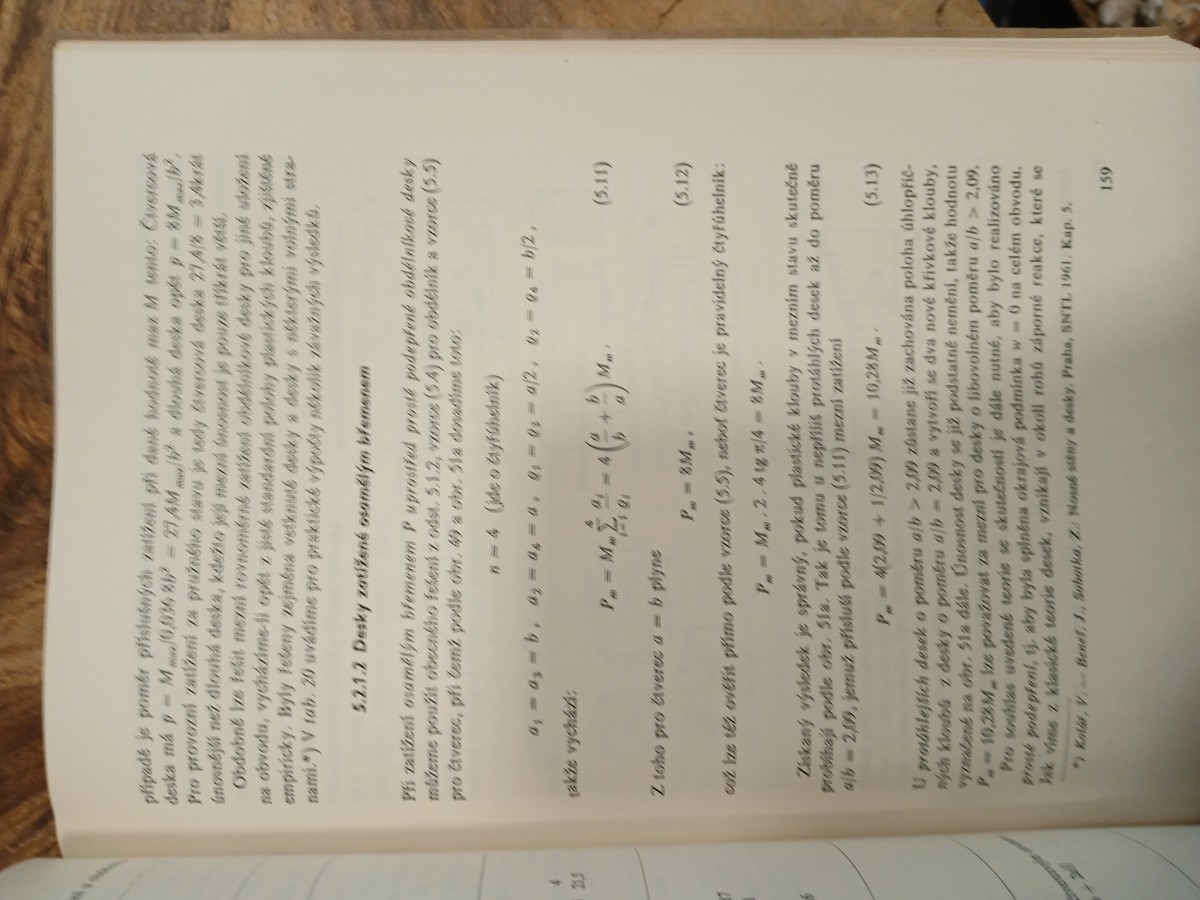 případě je poměr příslušných zatížení při dané hodnotě max M tento: Čtvercová
deska má p = M_max/0,036 5b² = 27,4M_max/b² a dlouhá deska opět p = 8M_max/b².
Pro provozní zatížení za pružného stavu je tedy čtvercová deska 27,4/8 = 3,4krát
únosnější než dlouhá deska, kdežto její mezní únosnost je pouze třikrát větší.
Obdobně lze řešit mezní rovnoměrné zatížení obdélníkové desky pro jiné uložení
na obvodu, vycházíme-li opět z jisté standardní polohy plastických kloubů, zjištěné
empiricky. Byly řešeny zejména vetknuté desky a desky s některými volnými stra-
nami.*) V tab. 20 uvádíme pro praktické výpočty několik závažných výsledků.
5.2.1.2 Desky zatížené osamělým břemenem
Při zatížení osamělým břemenem P uprostřed prostě podepřené obdélníkové desky
můžeme použít obecného řešení z odst. 5.1.2, vzorce (5.4) pro obdélník a vzorce (5.5)
pro čtverec, při čemž podle obr. 49 a obr. 51a dosadíme toto:
n = 4 (jde o čtyřúhelník)
a₁ = a₃ = b , a₂ = a₄ = a , ϱ₁ = ϱ₃ = a/2 , ϱ₂ = ϱ₄ = b/2 ,
takže vychází:
P_m = M_m ∑_{i=1}^{4} a_i/ϱ_i = 4 (a/b + b/a) M_m . (5.11)
Z toho pro čtverec a = b plyne
P_m = 8M_m , (5.12)
což lze též ověřit přímo podle vzorce (5.5), neboť čtverec je pravidelný čtyřúhelník:
P_m = M_m . 2 . 4 tg π/4 = 8M_m .
Získaný výsledek je správný, pokud plastické klouby v mezním stavu skutečně
probíhají podle obr. 51a. Tak je tomu u nepříliš protáhlých desek až do poměru
a/b = 2,09, jemuž přísluší podle vzorce (5.11) mezní zatížení
P_m = 4(2,09 + 1/2,09) M_m = 10,28M_m . (5.13)
U protáhlejších desek o poměru a/b > 2,09 zůstane již zachována poloha úhlopříč-
ných kloubů z desky o poměru a/b = 2,09 a vytvoří se dva nové křivkové klouby,
vyznačené na obr. 51a dále. Únosnost desky se již podstatně nemění, takže hodnotu
P_m = 10,28M_m lze považovat za mezní pro desky o libovolném poměru a/b > 2,09.
Pro souhlas uvedené teorie se skutečností je dále nutné, aby bylo realizováno
prosté podepření, tj. aby byla splněna okrajová podmínka w = 0 na celém obvodu.
Jak víme z klasické teorie desek, vznikají v okolí rohů záporné reakce, které se
*) Kolář, V. — Beneš, J., Sobotka, Z.: Nosné stěny a desky. Praha, SNTL 1961. Kap. 5.
159
4
21,5